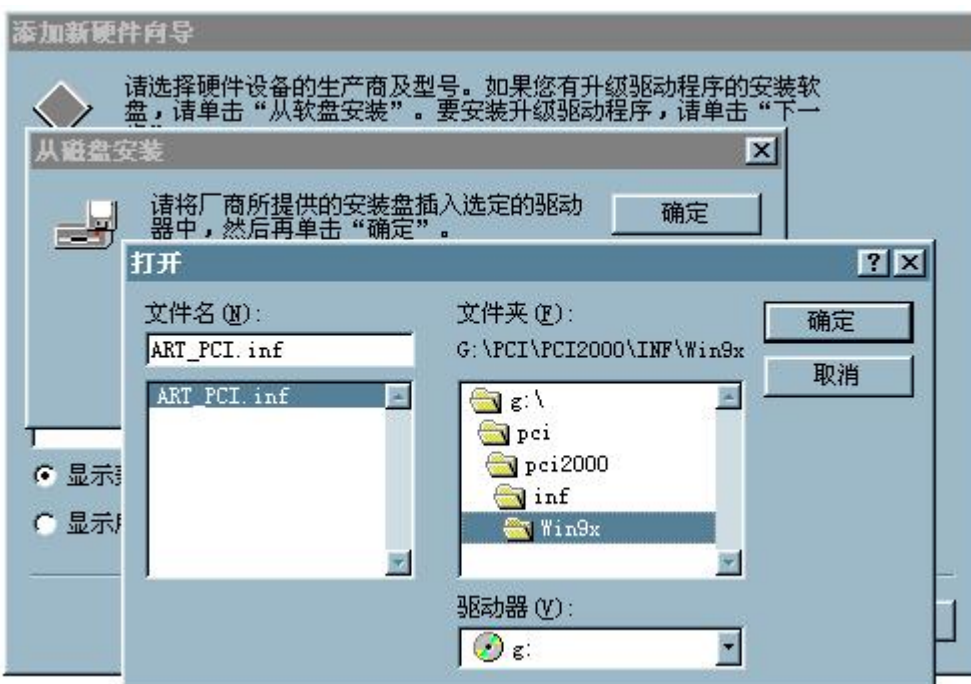 添加新硬件向导
请选择硬件设备的生产商及型号。如果您有升级驱动程序的安装软
盘，请单击“从软盘安装”。要安装升级驱动程序，请单击“下一
从磁盘安装
请将厂商所提供的安装盘插入选定的驱动
器中，然后再单击“确定”。
确定
打开
文件名(N):
ART_PCI.inf
ART_PCI.inf
文件夹(F):
G:\PCI\PCI2000\INF\Win9x
g:\
pci
pci2000
inf
Win9x
确定
取消
驱动器(V):
g:
显示
显示